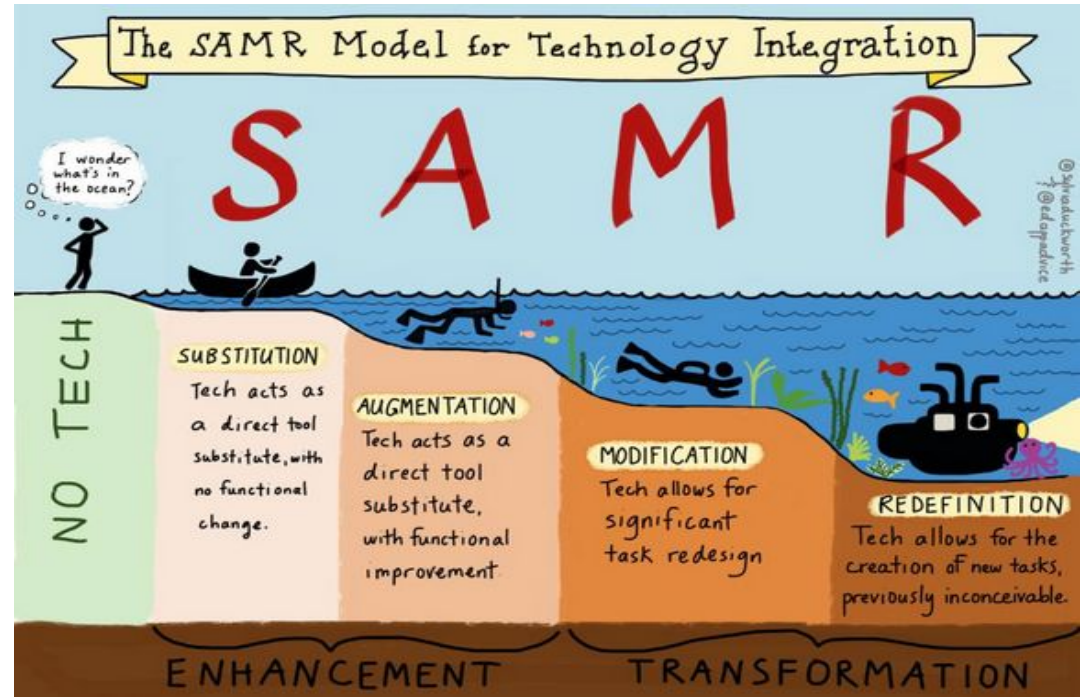 The SAMR Model for Technology Integration
S A M R
I wonder
what's in
the ocean?
@sylviaduckworth
& @edappadvice
NO TECH
SUBSTITUTION
Tech acts as
a direct tool
substitute, with
no functional
change.
AUGMENTATION
Tech acts as a
direct tool
substitute,
with functional
improvement
MODIFICATION
Tech allows for
significant
task redesign
REDEFINITION
Tech allows for the
creation of new tasks,
previously inconceivable.
ENHANCEMENT
TRANSFORMATION